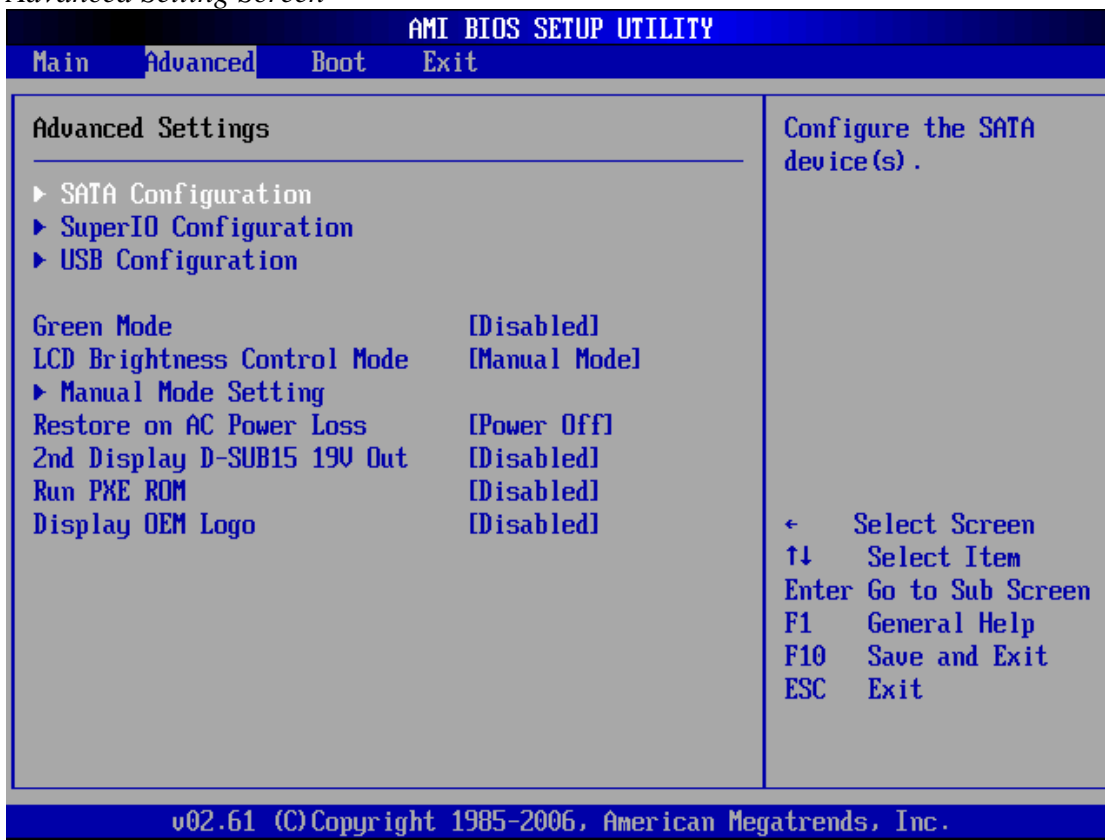 Advanced Setting Screen
AMI BIOS SETUP UTILITY
Main Advanced Boot Exit
Advanced Settings
▶ SATA Configuration
▶ SuperIO Configuration
▶ USB Configuration
Green Mode [Disabled]
LCD Brightness Control Mode [Manual Mode]
▶ Manual Mode Setting
Restore on AC Power Loss [Power Off]
2nd Display D-SUB15 19V Out [Disabled]
Run PXE ROM [Disabled]
Display OEM Logo [Disabled]
Configure the SATA
device(s).
← Select Screen
↑↓ Select Item
Enter Go to Sub Screen
F1 General Help
F10 Save and Exit
ESC Exit
v02.61 (C)Copyright 1985-2006, American Megatrends, Inc.